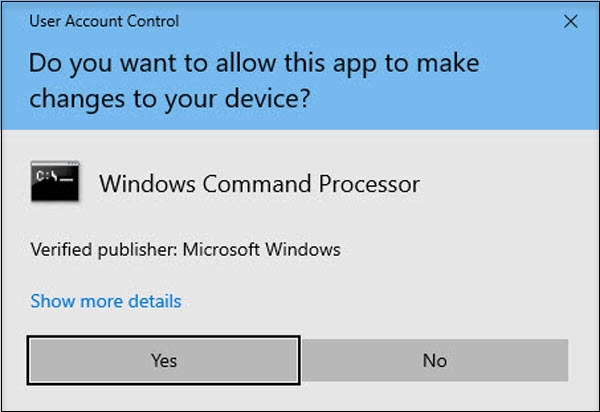 User Account Control
Do you want to allow this app to make
changes to your device?
C:\_
Windows Command Processor
Verified publisher: Microsoft Windows
Show more details
Yes
No